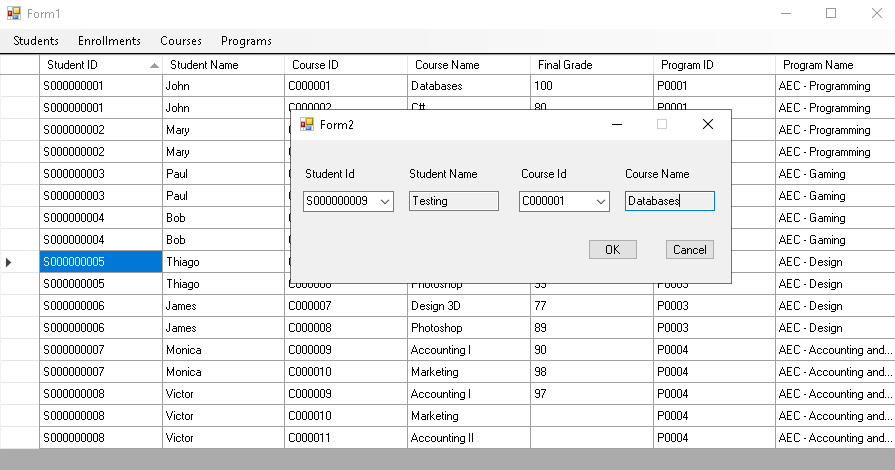 Form1
Students Enrollments Courses Programs
Student ID Student Name Course ID Course Name Final Grade Program ID Program Name
S000000001 John C000001 Databases 100 P0001 AEC - Programming
S000000001 John C000002 C# 80 P0001 AEC - Programming
S000000002 Mary AEC - Programming
S000000002 Mary AEC - Programming
S000000003 Paul AEC - Gaming
S000000003 Paul AEC - Gaming
S000000004 Bob AEC - Gaming
S000000004 Bob AEC - Gaming
S000000005 Thiago AEC - Design
S000000005 Thiago C000008 Photoshop P0003 AEC - Design
S000000006 James C000007 Design 3D 77 P0003 AEC - Design
S000000006 James C000008 Photoshop 89 P0003 AEC - Design
S000000007 Monica C000009 Accounting I 90 P0004 AEC - Accounting and...
S000000007 Monica C000010 Marketing 98 P0004 AEC - Accounting and...
S000000008 Victor C000009 Accounting I 97 P0004 AEC - Accounting and...
S000000008 Victor C000010 Marketing P0004 AEC - Accounting and...
S000000008 Victor C000011 Accounting II P0004 AEC - Accounting and...
Form2
Student Id Student Name Course Id Course Name
S000000009 Testing C000001 Databases
OK Cancel